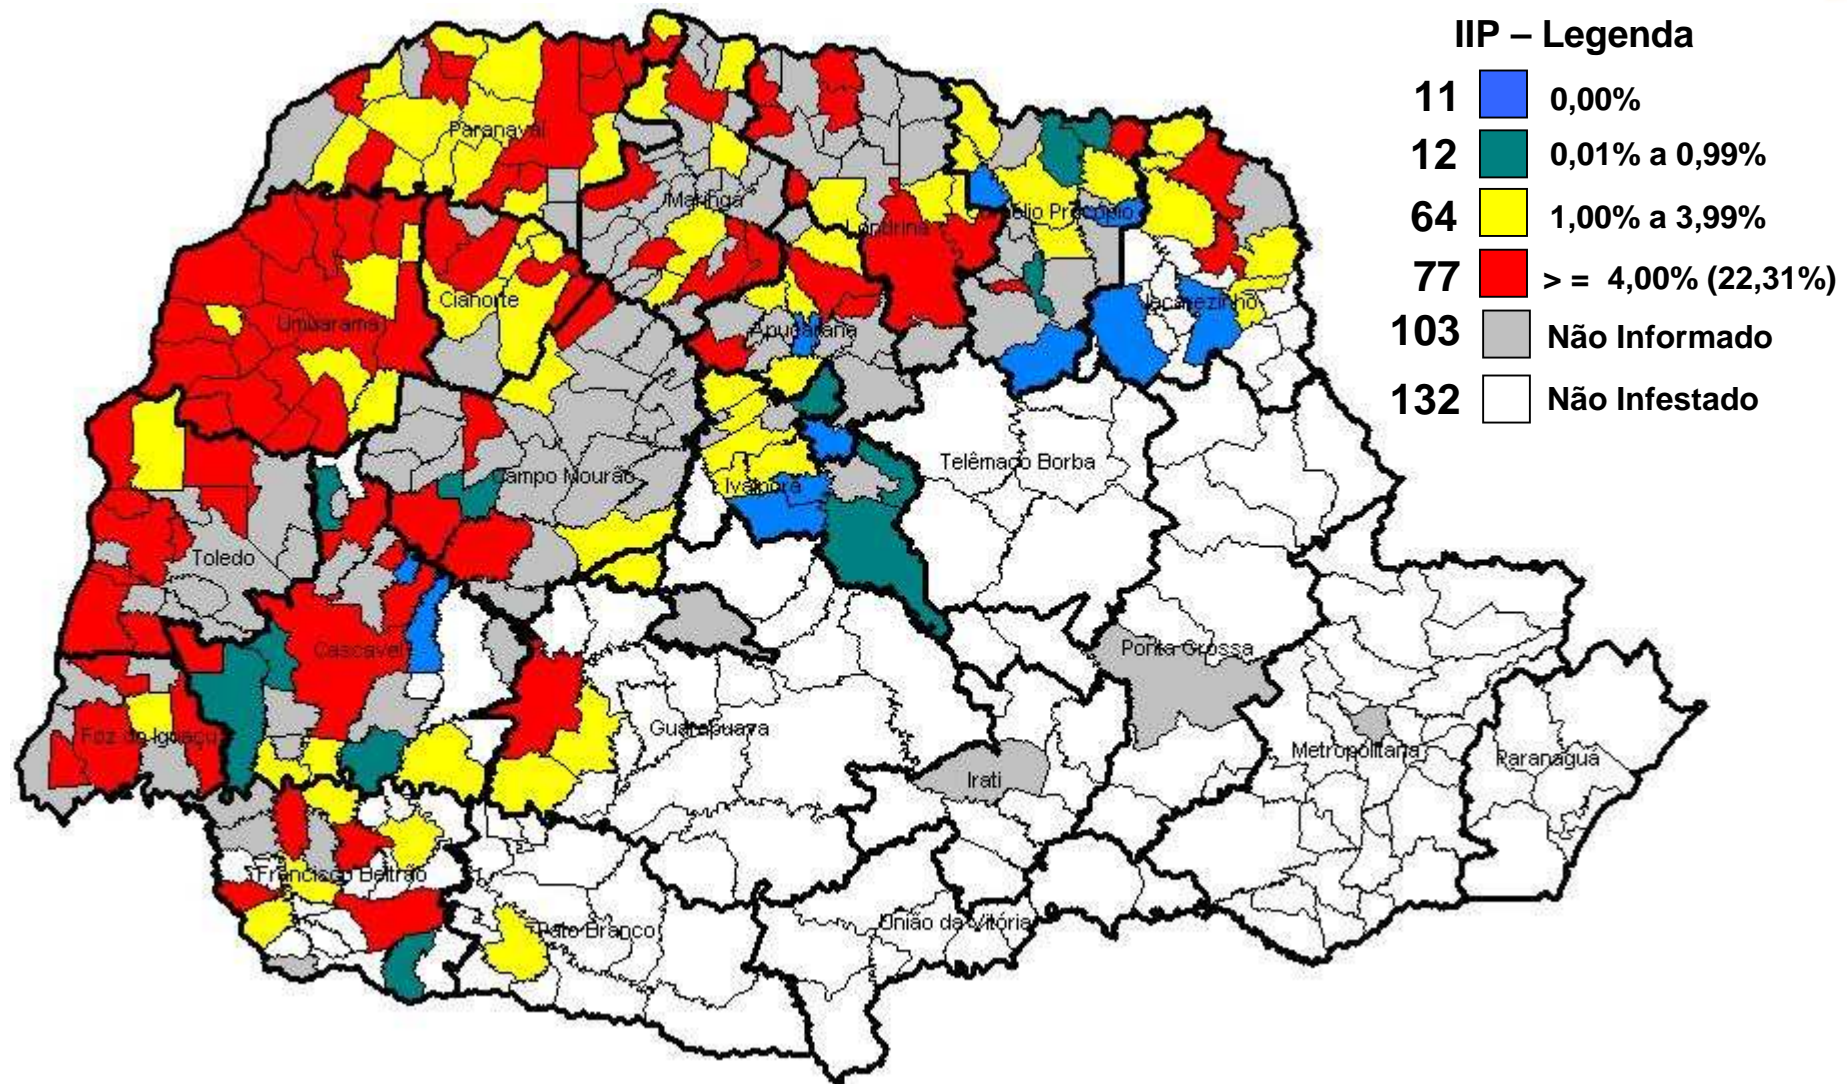 IIP – Legenda
11 0,00%
12 0,01% a 0,99%
64 1,00% a 3,99%
77 > = 4,00% (22,31%)
103 Não Informado
132 Não Infestado
Paranavaí
Maringá
Londrina
Cornélio Procópio
Jacarezinho
Cianorte
Umuarama
Apucarana
Campo Mourão
Ivaiporã
Telêmaco Borba
Toledo
Cascavel
Ponta Grossa
Foz do Iguaçu
Guarapuava
Irati
Metropolitana
Paranaguá
Francisco Beltrão
Pato Branco
União da Vitória